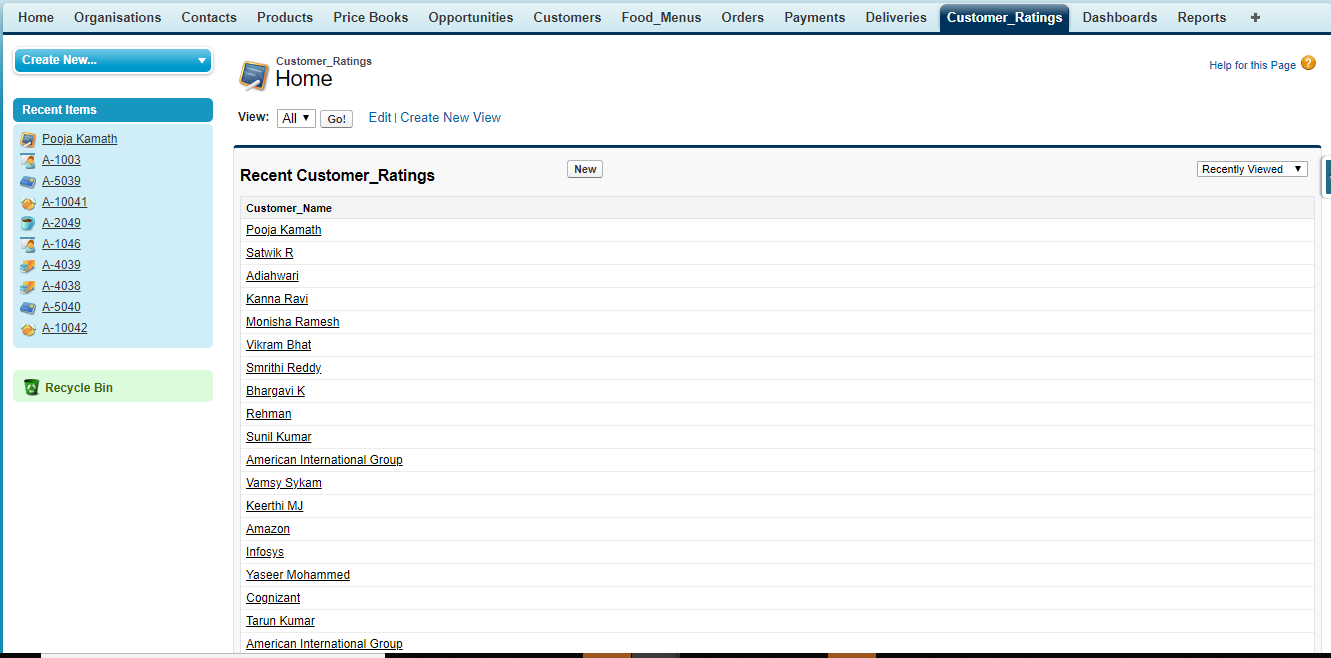 Home Organisations Contacts Products Price Books Opportunities Customers Food_Menus Orders Payments Deliveries Customer_Ratings Dashboards Reports +
Create New...
Recent Items
Pooja Kamath
A-1003
A-5039
A-10041
A-2049
A-1046
A-4039
A-4038
A-5040
A-10042
Recycle Bin
Customer_Ratings
Home
Help for this Page ?
View: All Go! Edit | Create New View
Recent Customer_Ratings New Recently Viewed
Customer_Name
Pooja Kamath
Satwik R
Adiahwari
Kanna Ravi
Monisha Ramesh
Vikram Bhat
Smrithi Reddy
Bhargavi K
Rehman
Sunil Kumar
American International Group
Vamsy Sykam
Keerthi MJ
Amazon
Infosys
Yaseer Mohammed
Cognizant
Tarun Kumar
American International Group